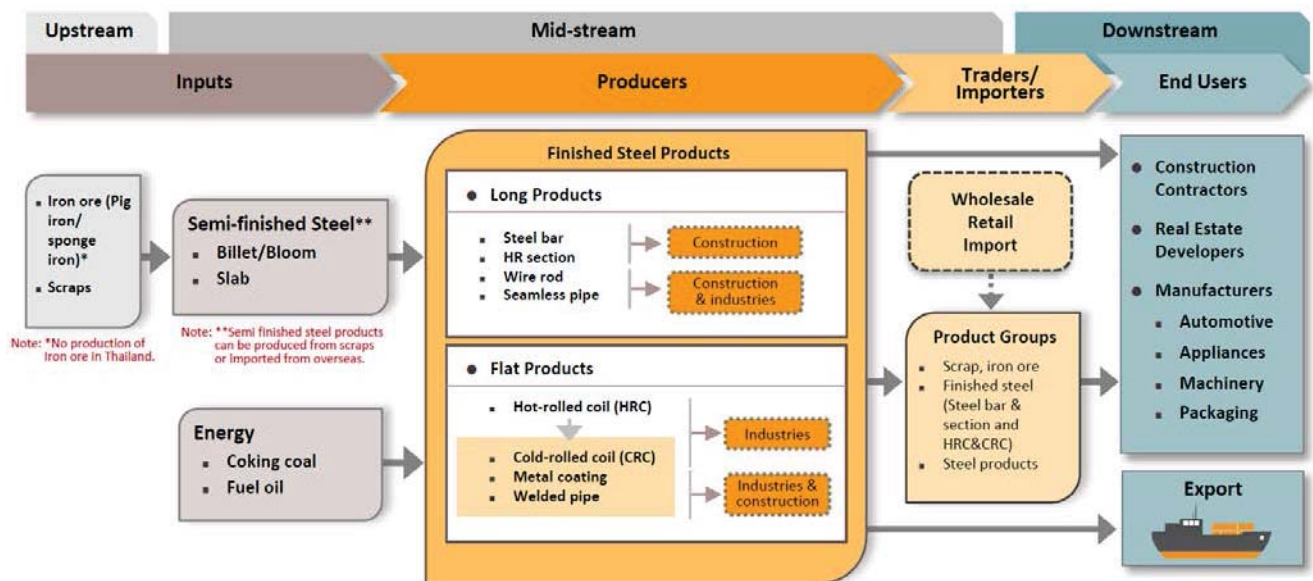 Upstream
Mid-stream
Downstream
Inputs
Producers
Traders/
Importers
End Users
Iron ore (Pig
iron/
sponge
iron)*
Scraps
Note: *No production of
Iron ore in Thailand.
Semi-finished Steel**
Billet/Bloom
Slab
Note: **Semi finished steel products
can be produced from scraps
or imported from overseas.
Energy
Coking coal
Fuel oil
Finished Steel Products
Long Products
Steel bar
HR section
Wire rod
Seamless pipe
Construction
Construction
& industries
Flat Products
Hot-rolled coil (HRC)
Cold-rolled coil (CRC)
Metal coating
Welded pipe
Industries
Industries &
construction
Wholesale
Retail
Import
Product Groups
Scrap, iron ore
Finished steel
(Steel bar &
section and
HRC&CRC)
Steel products
Construction
Contractors
Real Estate
Developers
Manufacturers
Automotive
Appliances
Machinery
Packaging
Export